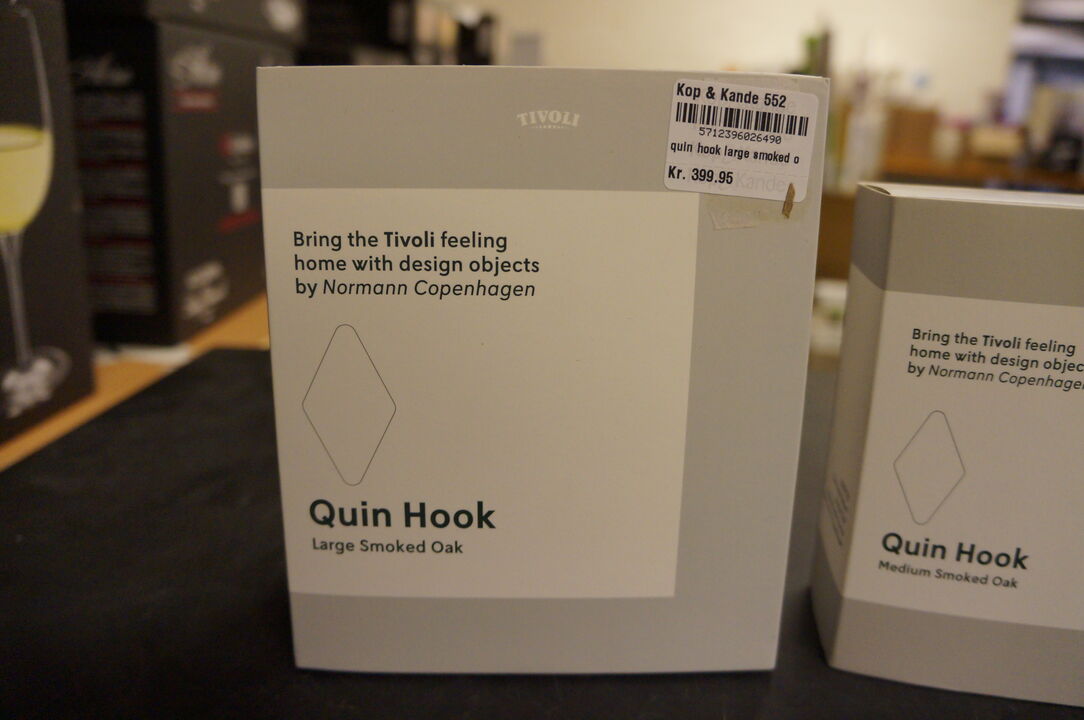 TIVOLI
Kop & Kande 552
5712396026490
quin hook large smoked o
Kr. 399.95
Bring the Tivoli feeling
home with design objects
by Normann Copenhagen
Quin Hook
Large Smoked Oak
Bring the Tivoli feeling
home with design objec
by Normann Copenhagen
Quin Hook
Medium Smoked Oak